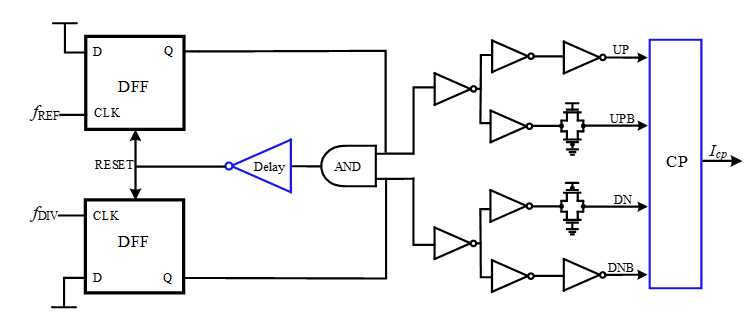 D Q
DFF
fREF CLK
RESET
Delay
AND
fDIV CLK
DFF
D Q
UP
UPB
DN
DNB
CP
Icp